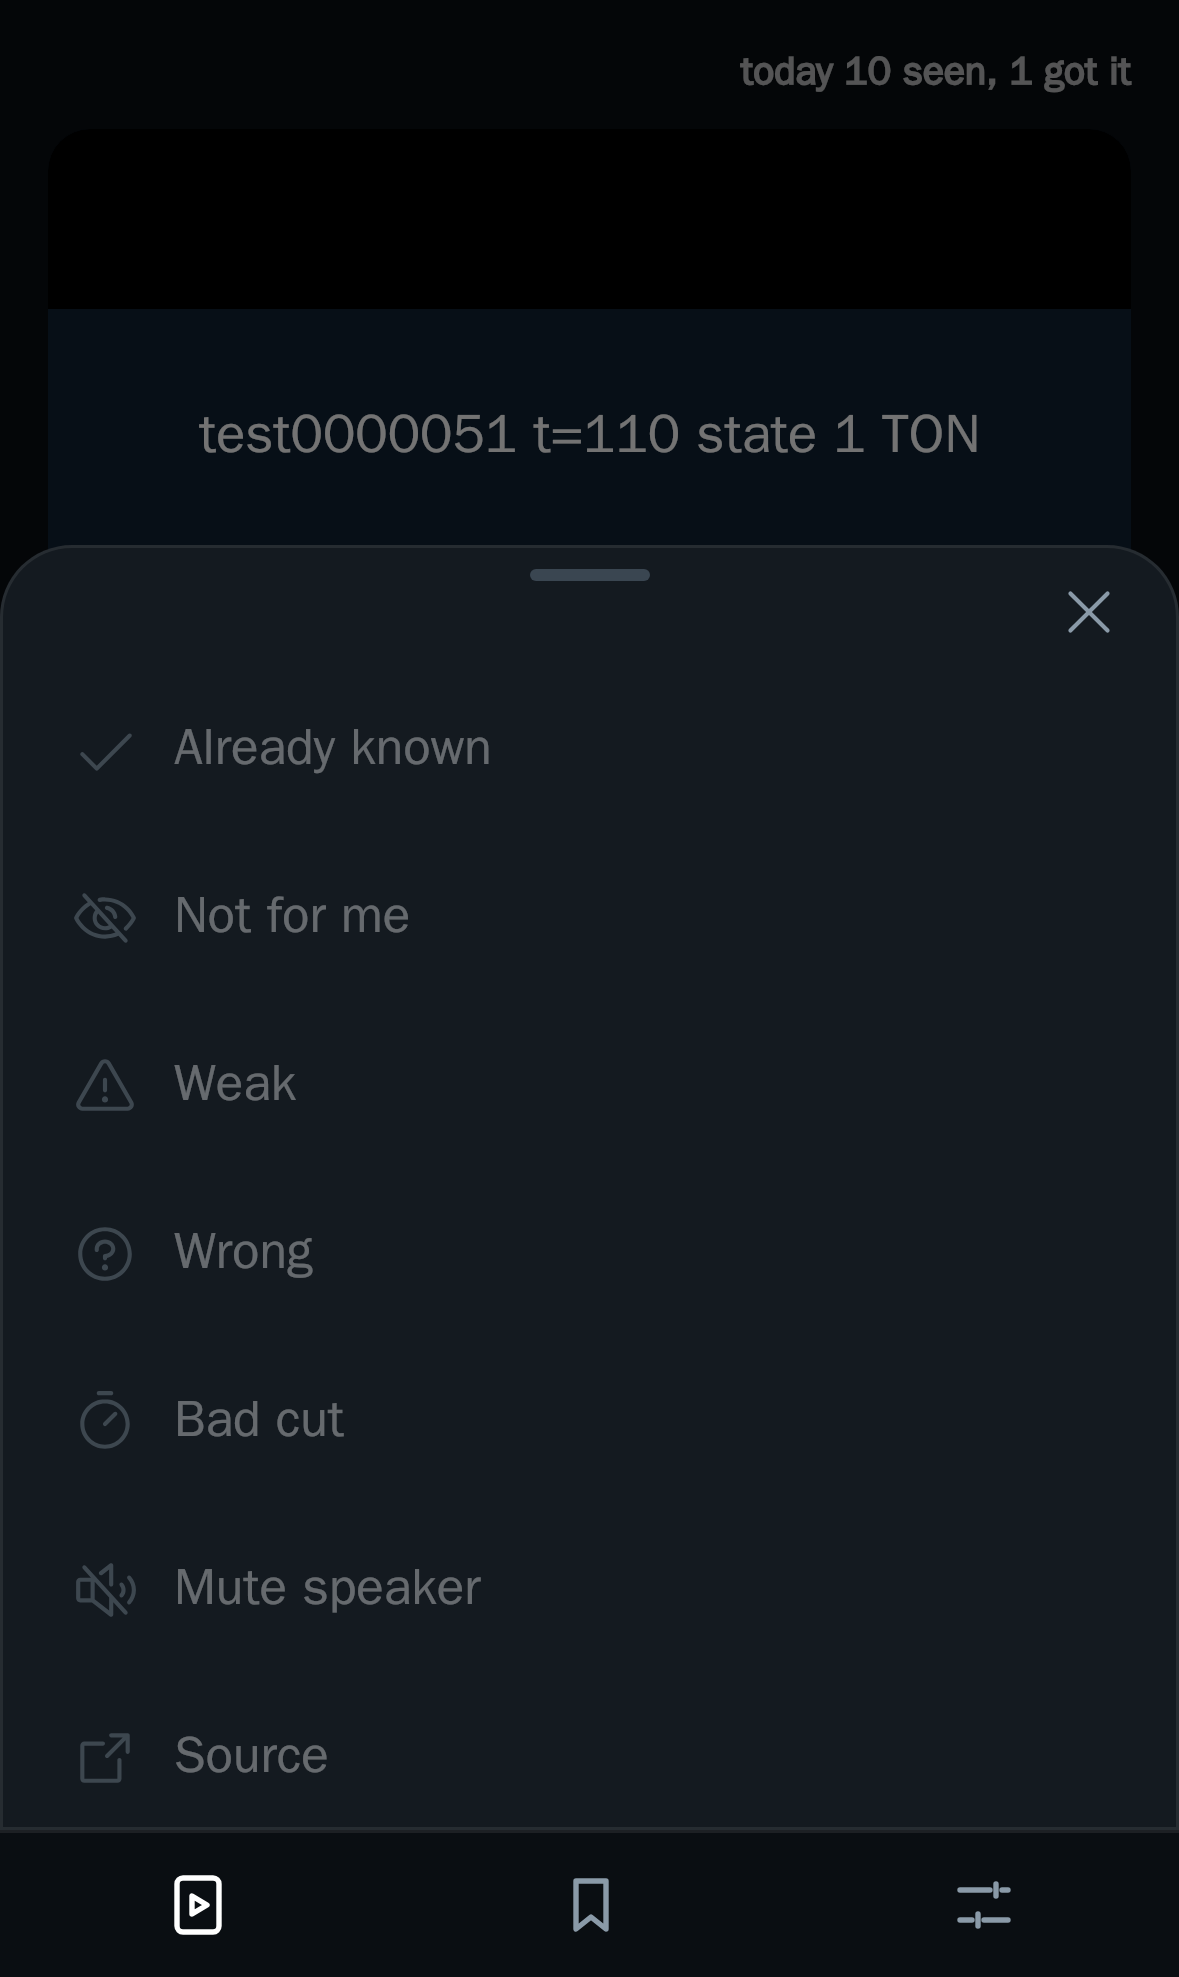 today 10 seen, 1 got it
test0000051 t=110 state 1 TON
Already known
Not for me
Weak
Wrong
Bad cut
Mute speaker
Source